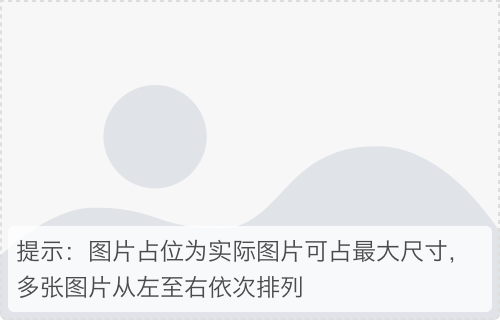 提示：图片占位为实际图片可占最大尺寸，
多张图片从左至右依次排列